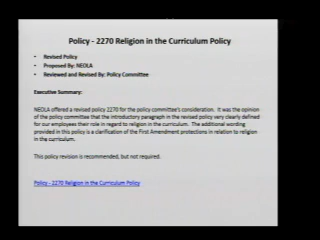 Policy - 2270 Religion in the Curriculum Policy
• Revised Policy
• Proposed By: NEOLA
• Reviewed and Revised By: Policy Committee
Executive Summary:
NEOLA offered a revised policy 2270 for the policy committee's consideration. It was the opinion
of the policy committee that the introductory paragraph in the revised policy very clearly defined
for our employees their role in regard to religion in the curriculum. The additional wording
provided in this policy is a clarification of the First Amendment protections in relation to religion
in the curriculum.
This policy revision is recommended, but not required.
Policy - 2270 Religion in the Curriculum Policy